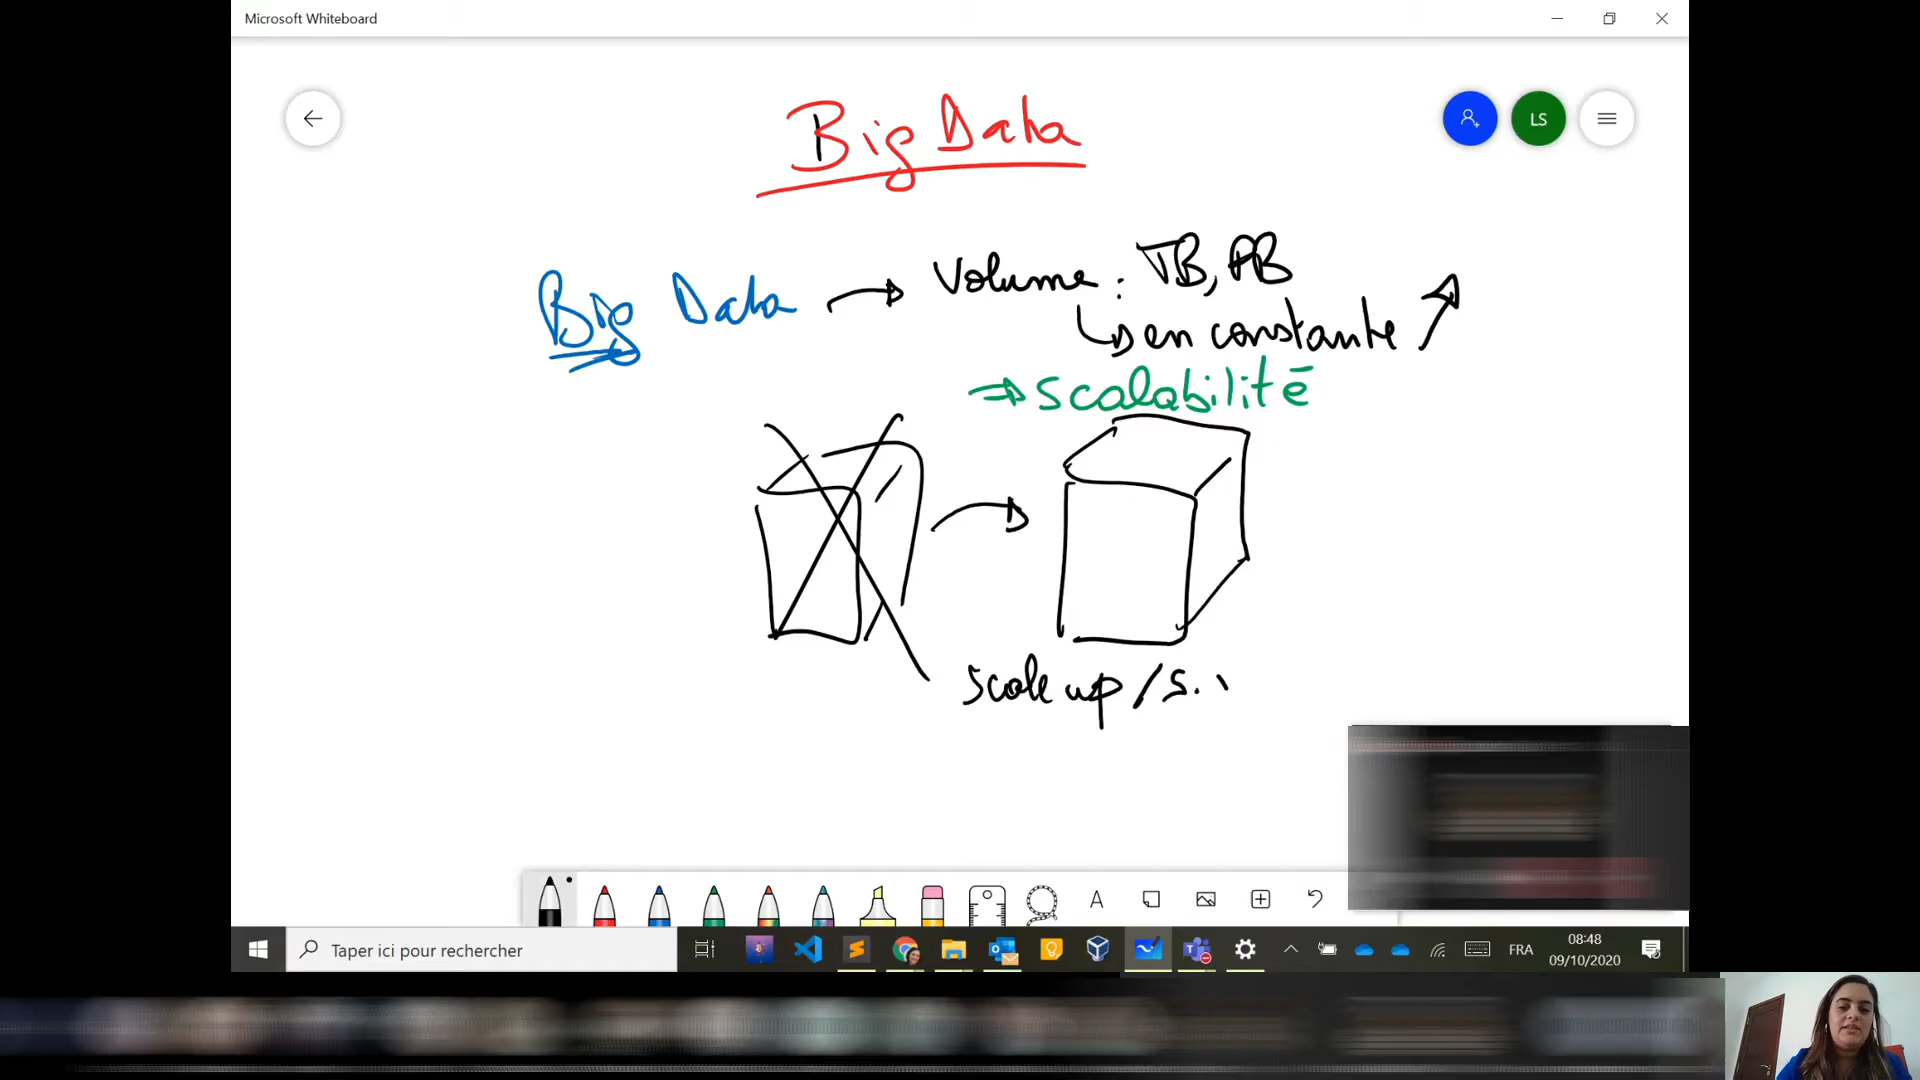 Microsoft Whiteboard
Big Data
LS
Big Data → Volume : TB, PB
↳ en constante ↗
⇒ scalabilité
Scale up / S.
Taper ici pour rechercher
FRA
08:48
09/10/2020